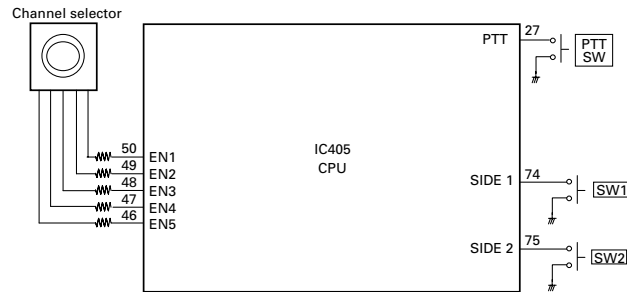 Channel selector
PTT
27
PTT
SW
IC405
CPU
50
EN1
49
EN2
48
EN3
47
EN4
46
EN5
SIDE 1
74
SW1
SIDE 2
75
SW2